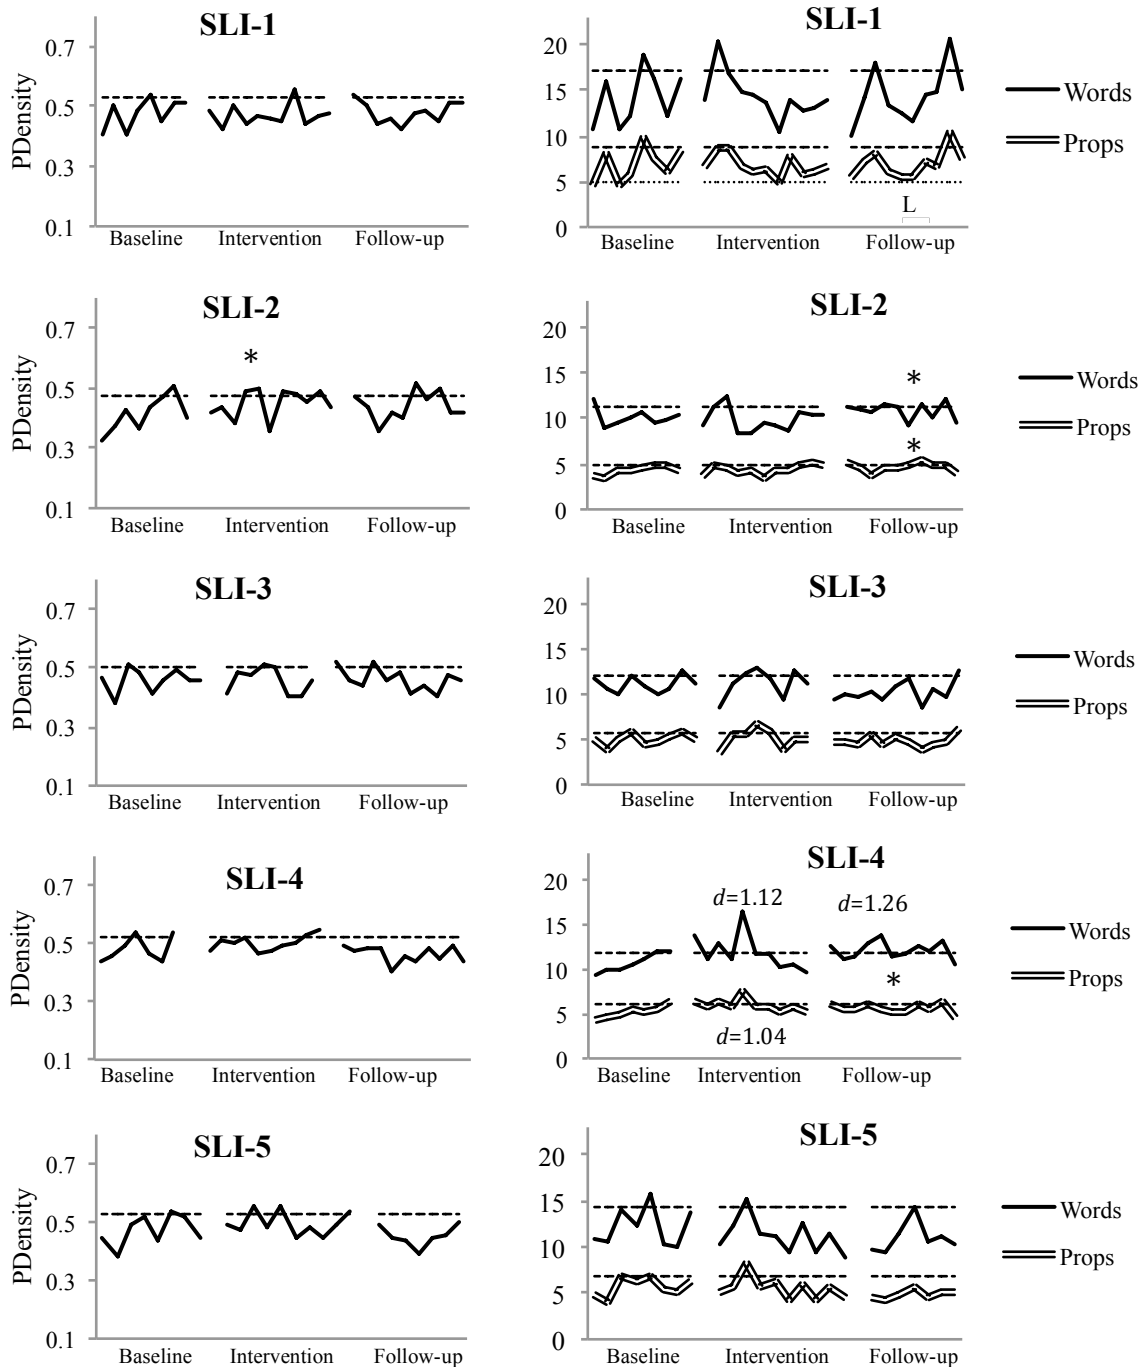 SLI-1
0.7
0.5
0.3
0.1
PDensity
Baseline Intervention Follow-up
SLI-1
20
15
10
5
0
L
Baseline Intervention Follow-up
Words
Props
SLI-2
*
0.7
0.5
0.3
0.1
PDensity
Baseline Intervention Follow-up
SLI-2
20
15
10
5
0
*
*
Baseline Intervention Follow-up
Words
Props
SLI-3
0.7
0.5
0.3
0.1
PDensity
Baseline Intervention Follow-up
SLI-3
20
15
10
5
0
Baseline Intervention Follow-up
Words
Props
SLI-4
0.7
0.5
0.3
0.1
PDensity
Baseline Intervention Follow-up
SLI-4
20
15
10
5
0
d=1.12 d=1.26
*
d=1.04
Baseline Intervention Follow-up
Words
Props
SLI-5
0.7
0.5
0.3
0.1
PDensity
Baseline Intervention Follow-up
SLI-5
20
15
10
5
0
Baseline Intervention Follow-up
Words
Props